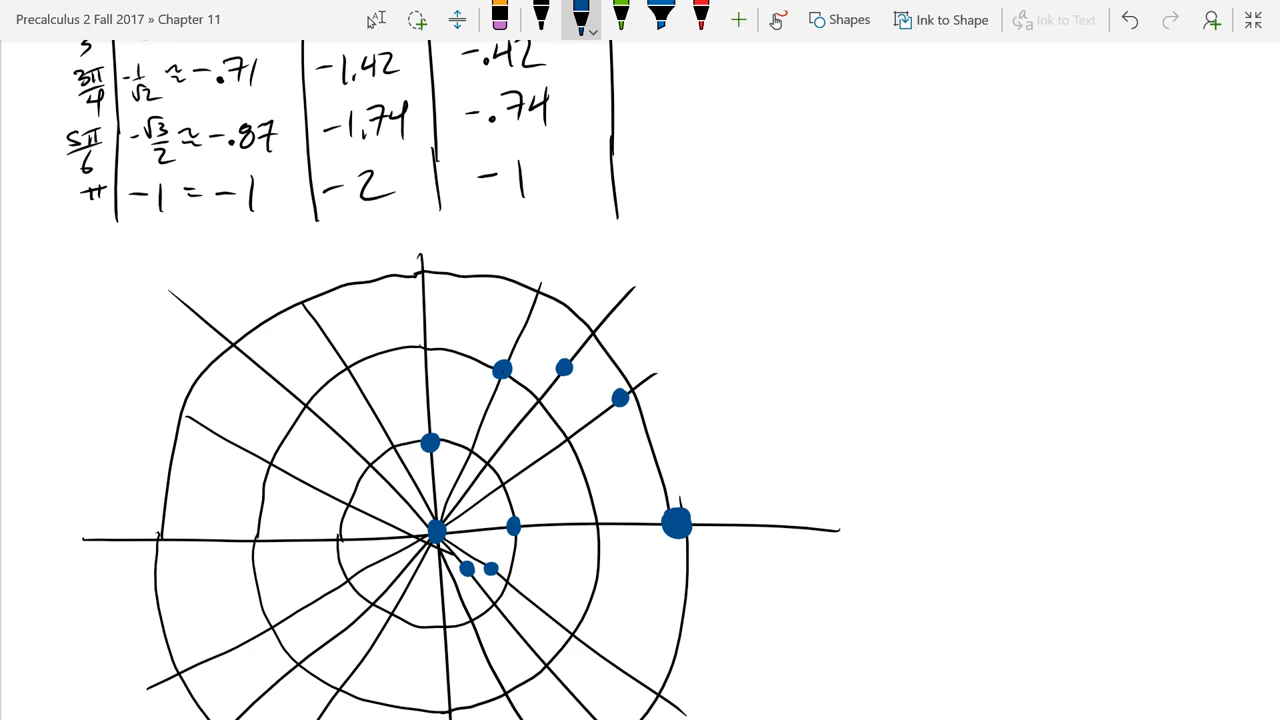 Precalculus 2 Fall 2017 » Chapter 11
Shapes
Ink to Shape
Ink to Text
3π/4 -1/√2 ≈ -.71 -1.42 -.42
5π/6 -√3/2 ≈ -.87 -1.74 -.74
π -1 = -1 -2 -1